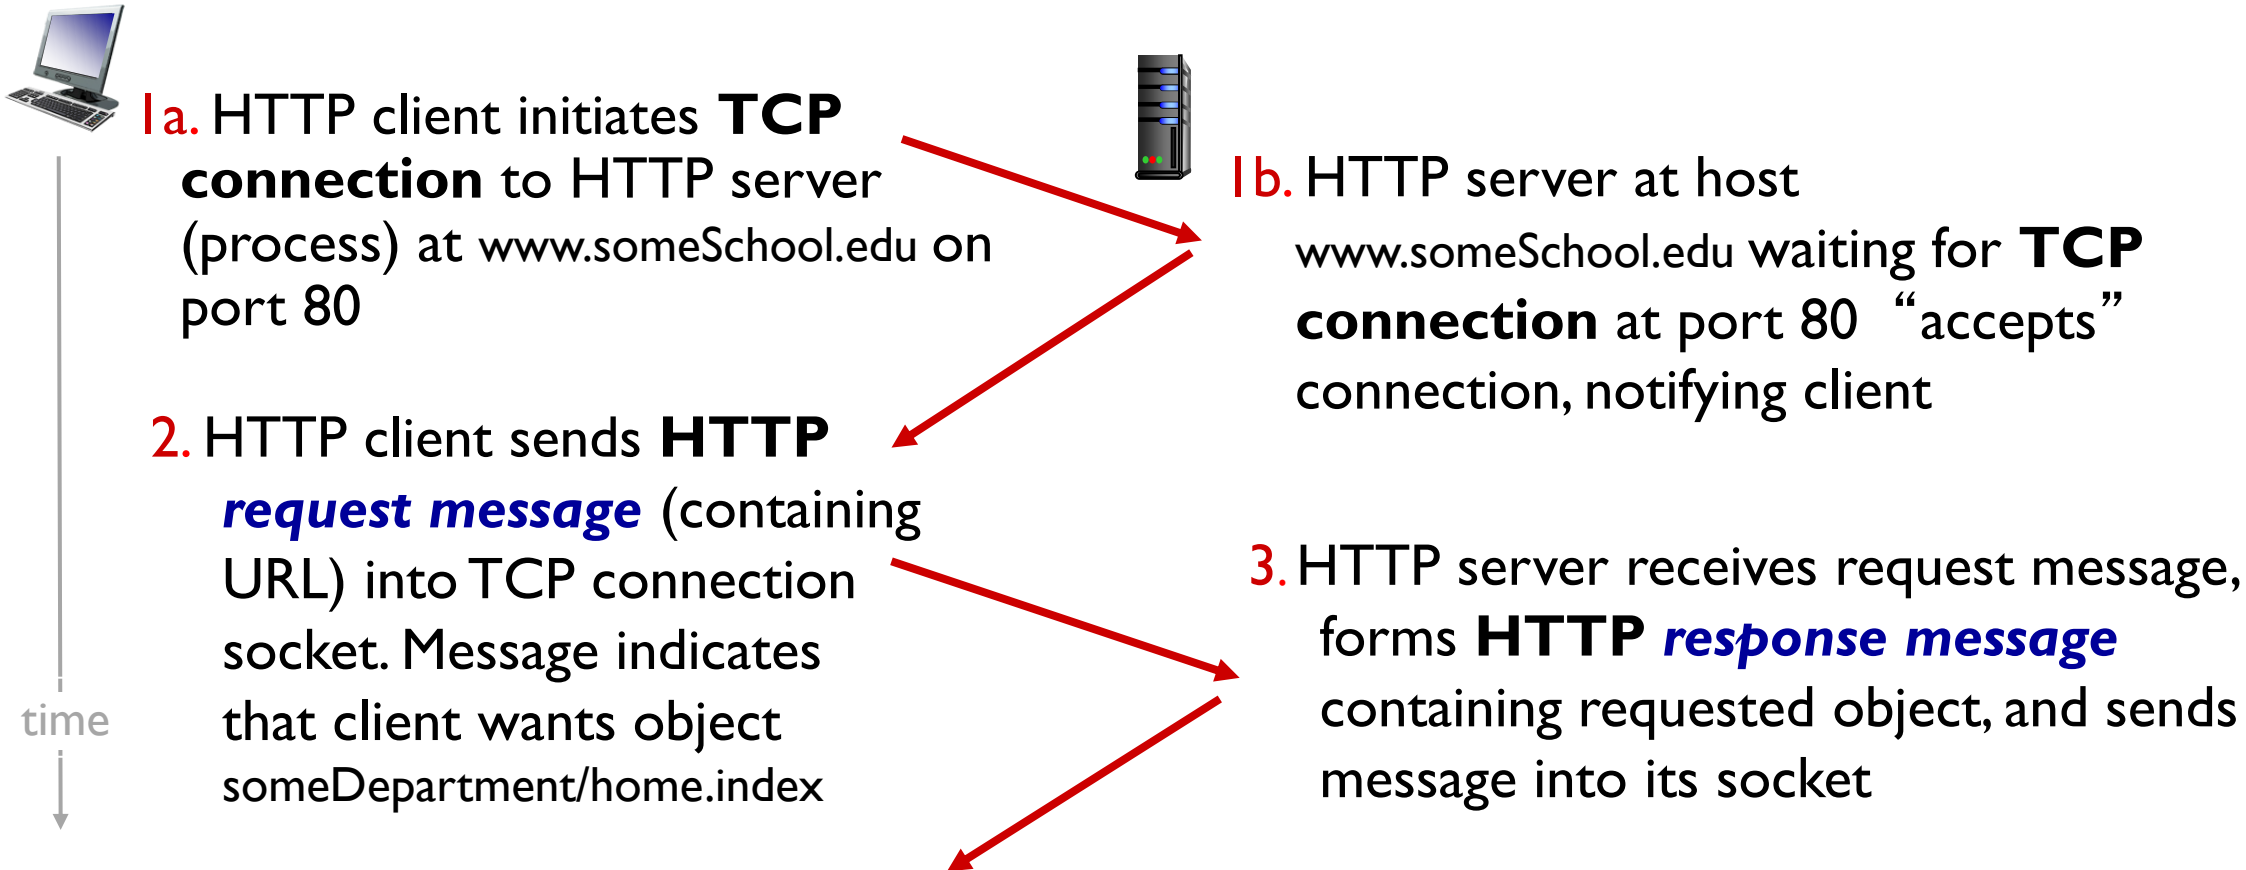 1a. HTTP client initiates TCP
connection to HTTP server
(process) at www.someSchool.edu on
port 80
1b. HTTP server at host
www.someSchool.edu waiting for TCP
connection at port 80 “accepts”
connection, notifying client
2. HTTP client sends HTTP
request message (containing
URL) into TCP connection
socket. Message indicates
that client wants object
someDepartment/home.index
3. HTTP server receives request message,
forms HTTP response message
containing requested object, and sends
message into its socket
time